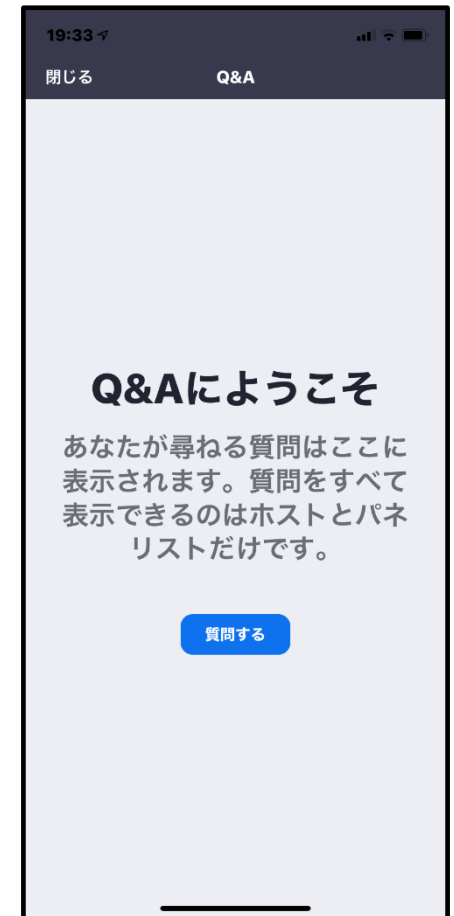 19:33
閉じる
Q&A
Q&Aにようこそ
あなたが尋ねる質問はここに
表示されます。質問をすべて
表示できるのはホストとパネ
リストだけです。
質問する